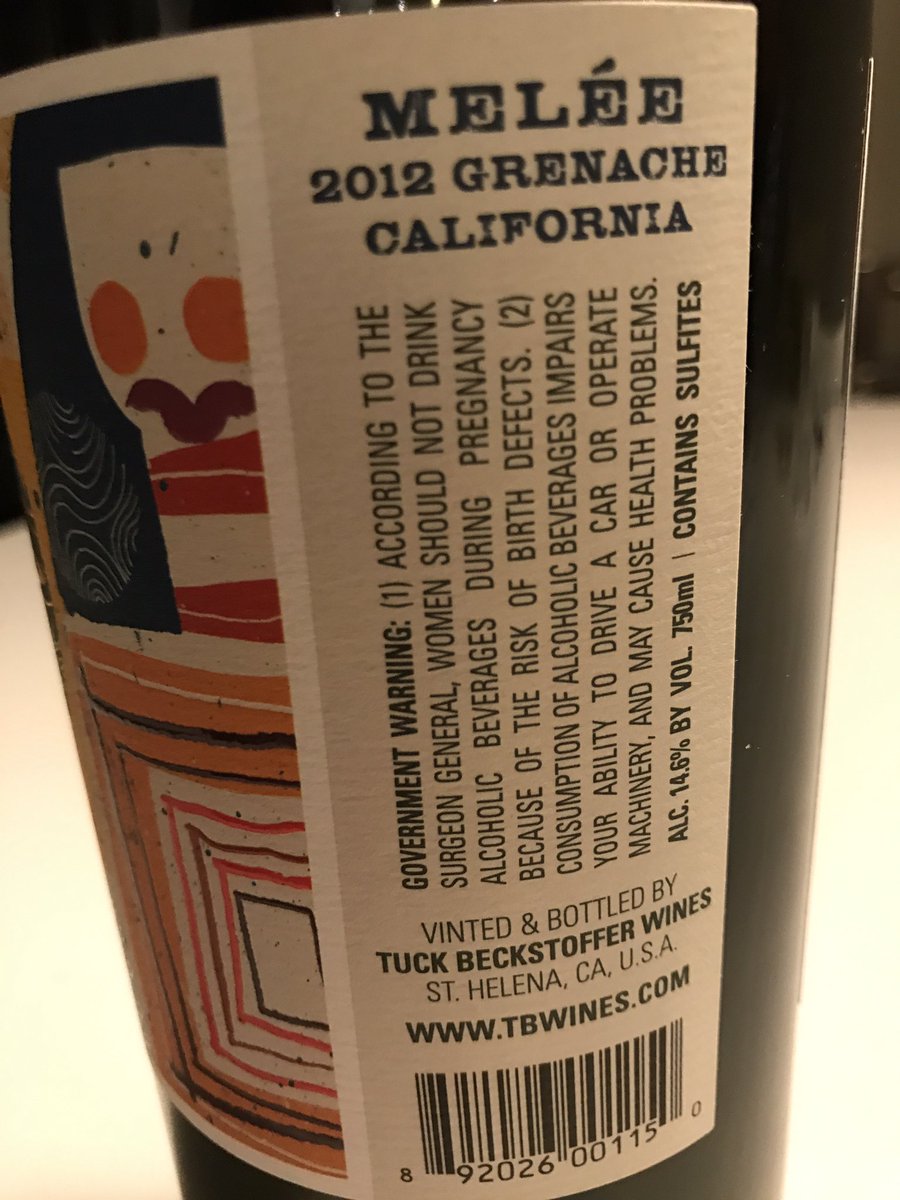 MELÉE
2012 GRENACHE
CALIFORNIA
GOVERNMENT WARNING: (1) ACCORDING TO THE
SURGEON GENERAL, WOMEN SHOULD NOT DRINK
ALCOHOLIC BEVERAGES DURING PREGNANCY
BECAUSE OF THE RISK OF BIRTH DEFECTS. (2)
CONSUMPTION OF ALCOHOLIC BEVERAGES IMPAIRS
YOUR ABILITY TO DRIVE A CAR OR OPERATE
MACHINERY, AND MAY CAUSE HEALTH PROBLEMS.
ALC. 14.6% BY VOL. 750ml | CONTAINS SULFITES
VINTED & BOTTLED BY
TUCK BECKSTOFFER WINES
ST. HELENA, CA, U.S.A.
WWW.TBWINES.COM
8 92026 00115 0